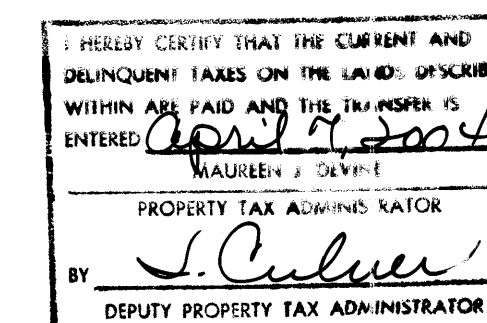 I HEREBY CERTIFY THAT THE CURRENT AND
DELINQUENT TAXES ON THE LANDS DESCRIB
WITHIN ARE PAID AND THE TRANSFER IS
ENTERED April 7, 2004
MAUREEN J DEVINE
PROPERTY TAX ADMINISTRATOR
BY J. Culver
DEPUTY PROPERTY TAX ADMINISTRATOR